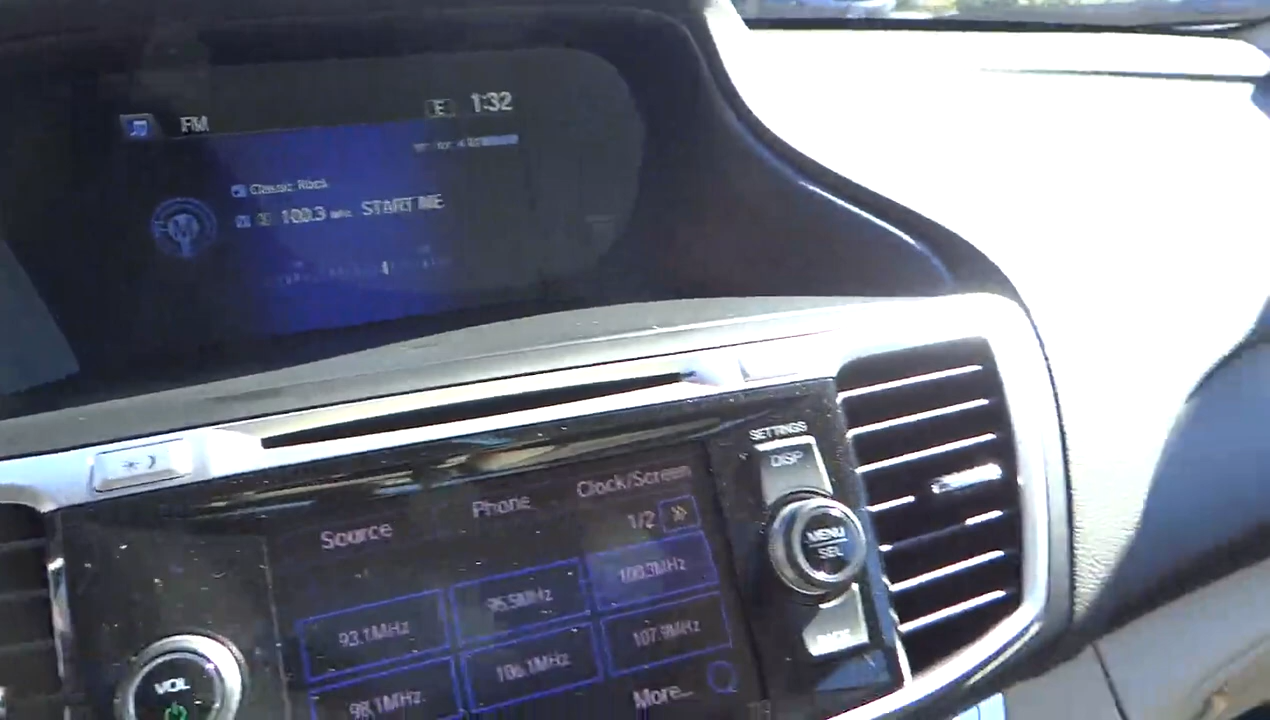 FM
E 1:32
Classic Rock
100.3 START ME
SETTINGS
DISP
Source Phone Clock/Screen
1/2
MENU
SEL
93.1MHz 95.5MHz 100.3MHz
98.1MHz 106.1MHz 107.9MHz
BACK
More...
VOL